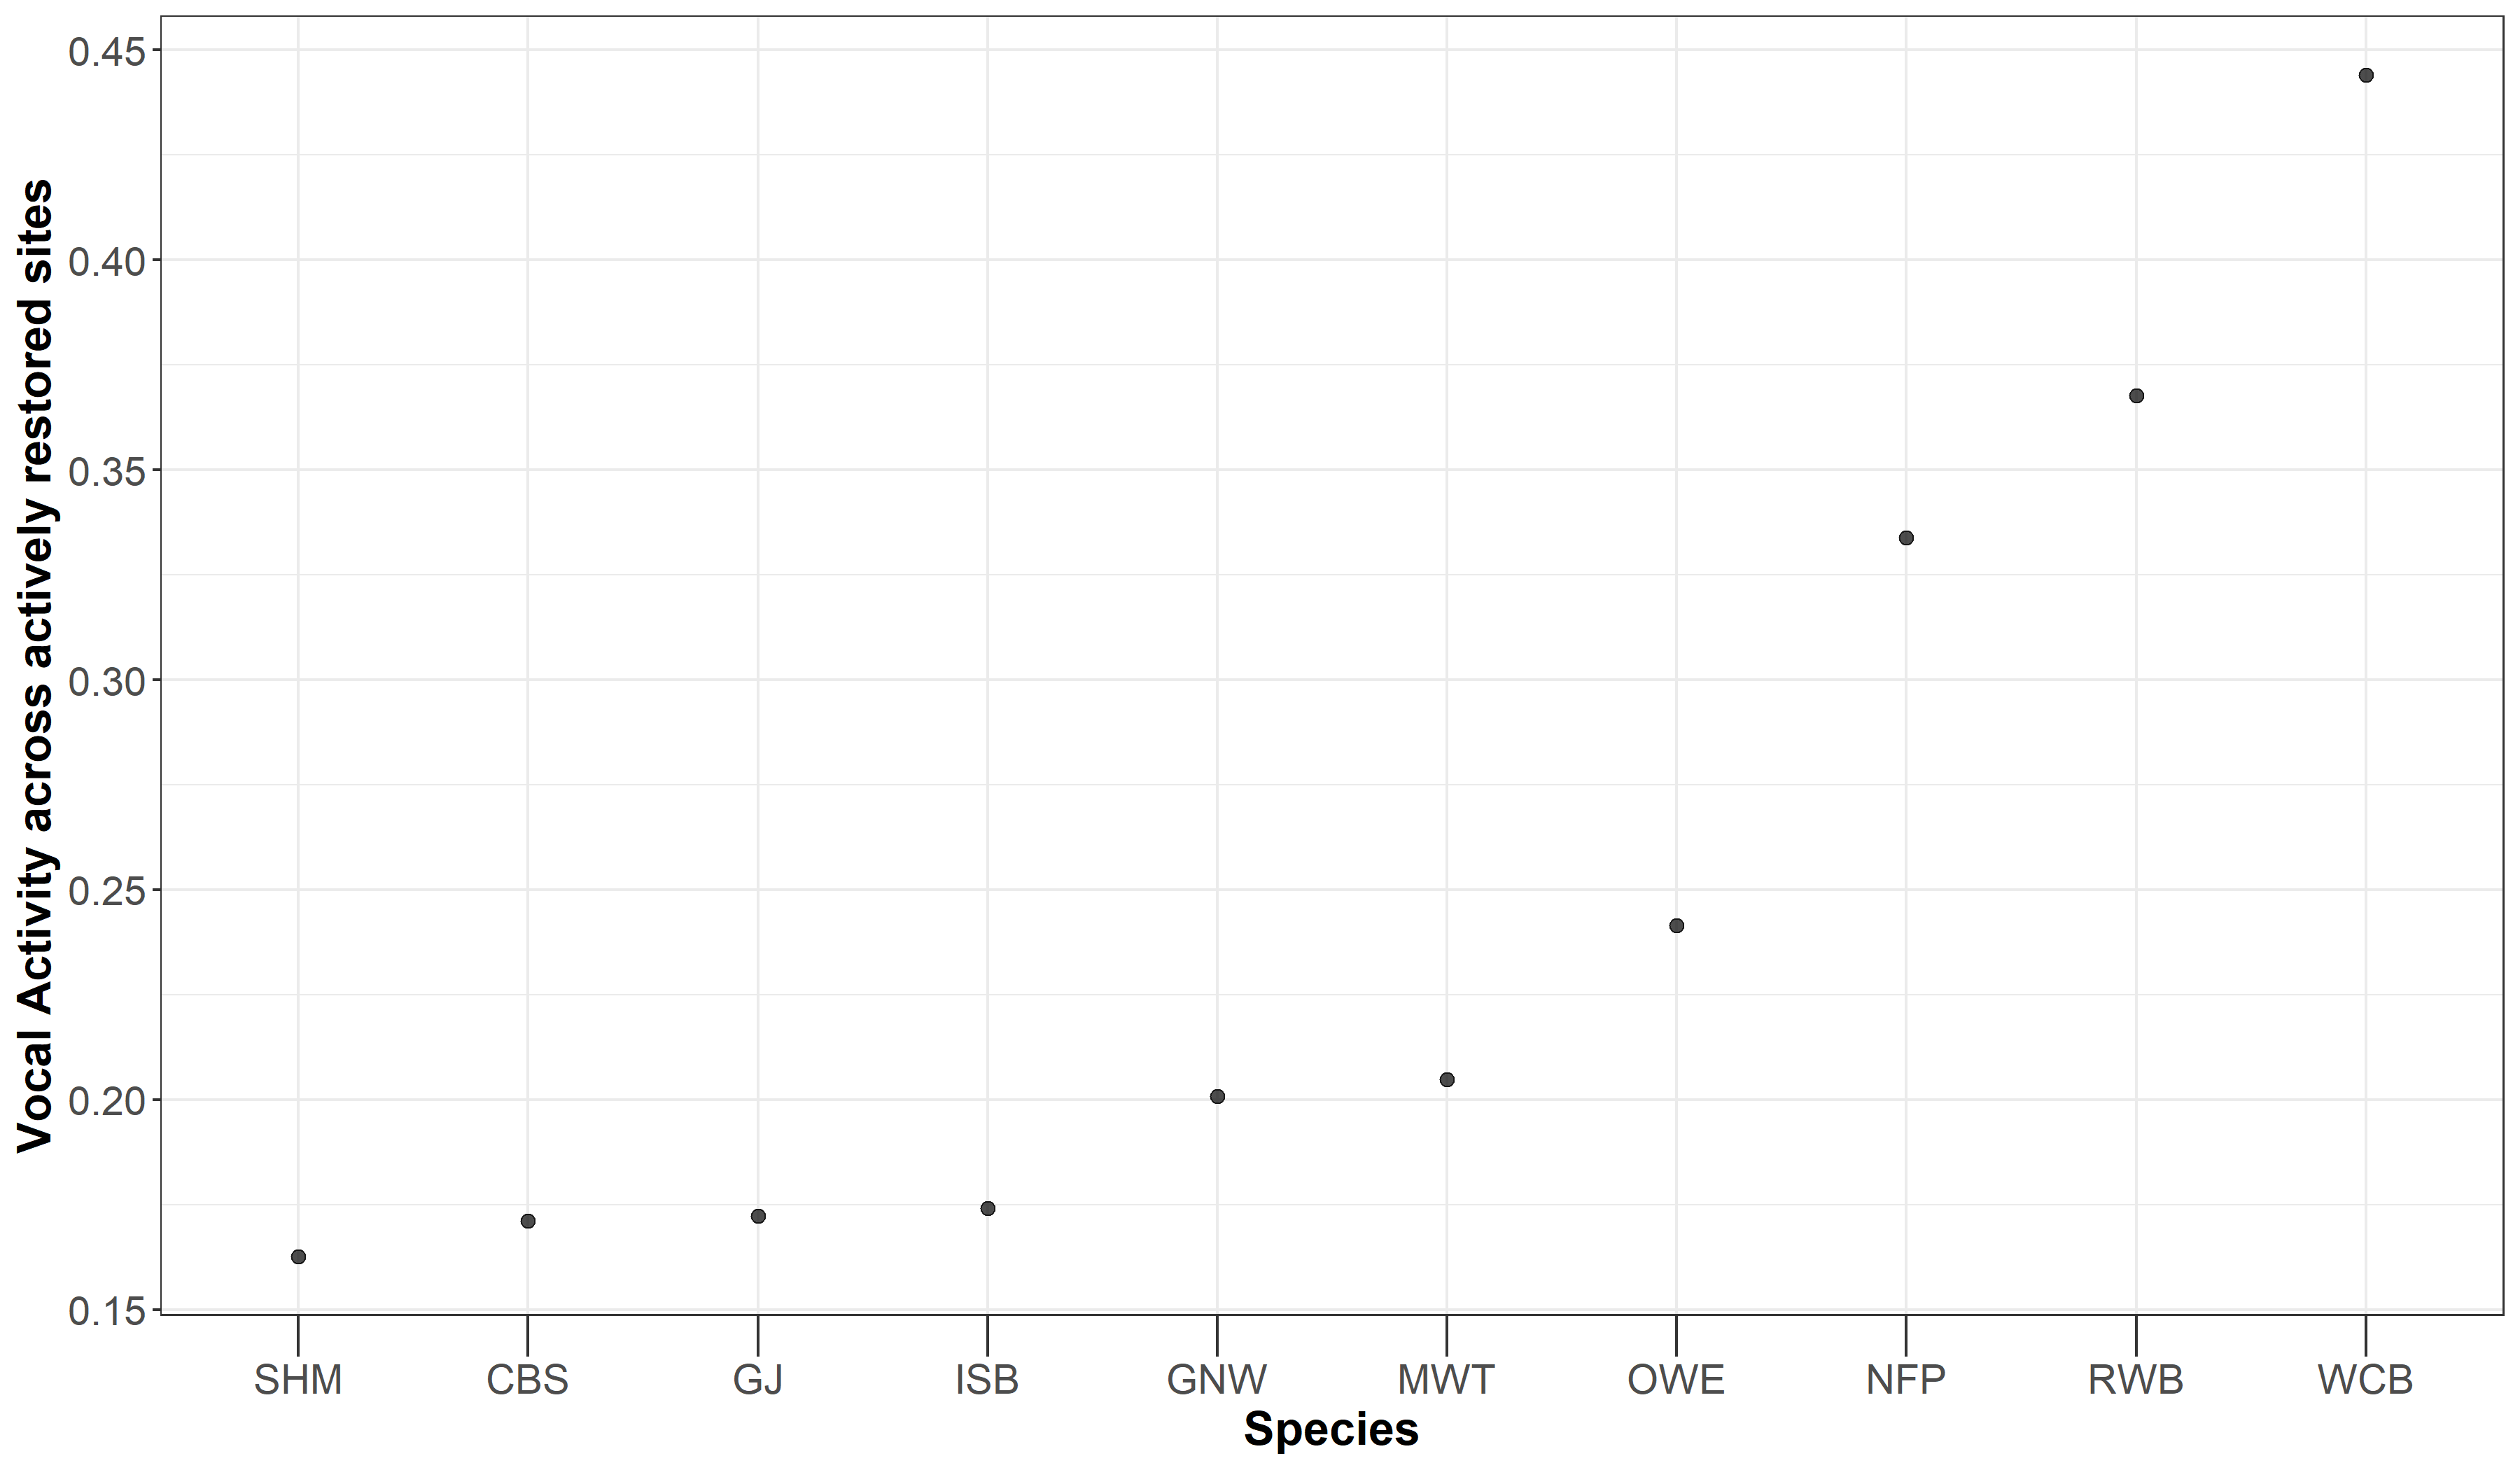 Vocal Activity across actively restored sites
0.45
0.40
0.35
0.30
0.25
0.20
0.15
SHM CBS GJ ISB GNW MWT OWE NFP RWB WCB
Species